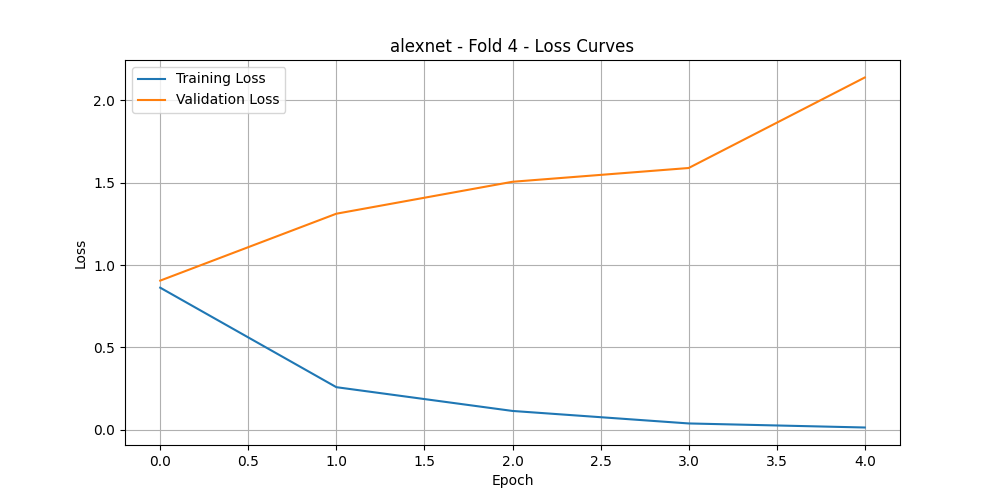 alexnet - Fold 4 - Loss Curves
Training Loss
Validation Loss
2.0
1.5
1.0
0.5
0.0
Loss
0.0 0.5 1.0 1.5 2.0 2.5 3.0 3.5 4.0
Epoch